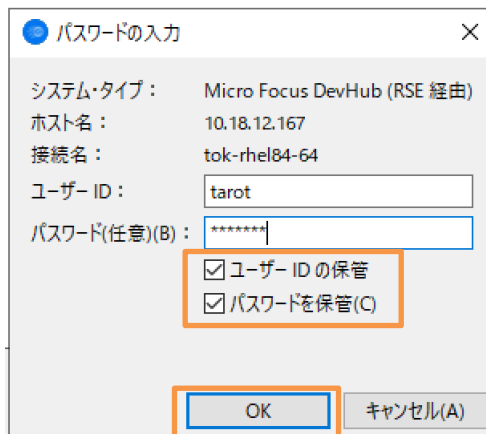 パスワードの入力
システム・タイプ： Micro Focus DevHub (RSE 経由)
ホスト名： 10.18.12.167
接続名： tok-rhel84-64
ユーザー ID： tarot
パスワード(任意)(B)： *******
ユーザー ID の保管
パスワードを保管(C)
OK キャンセル(A)